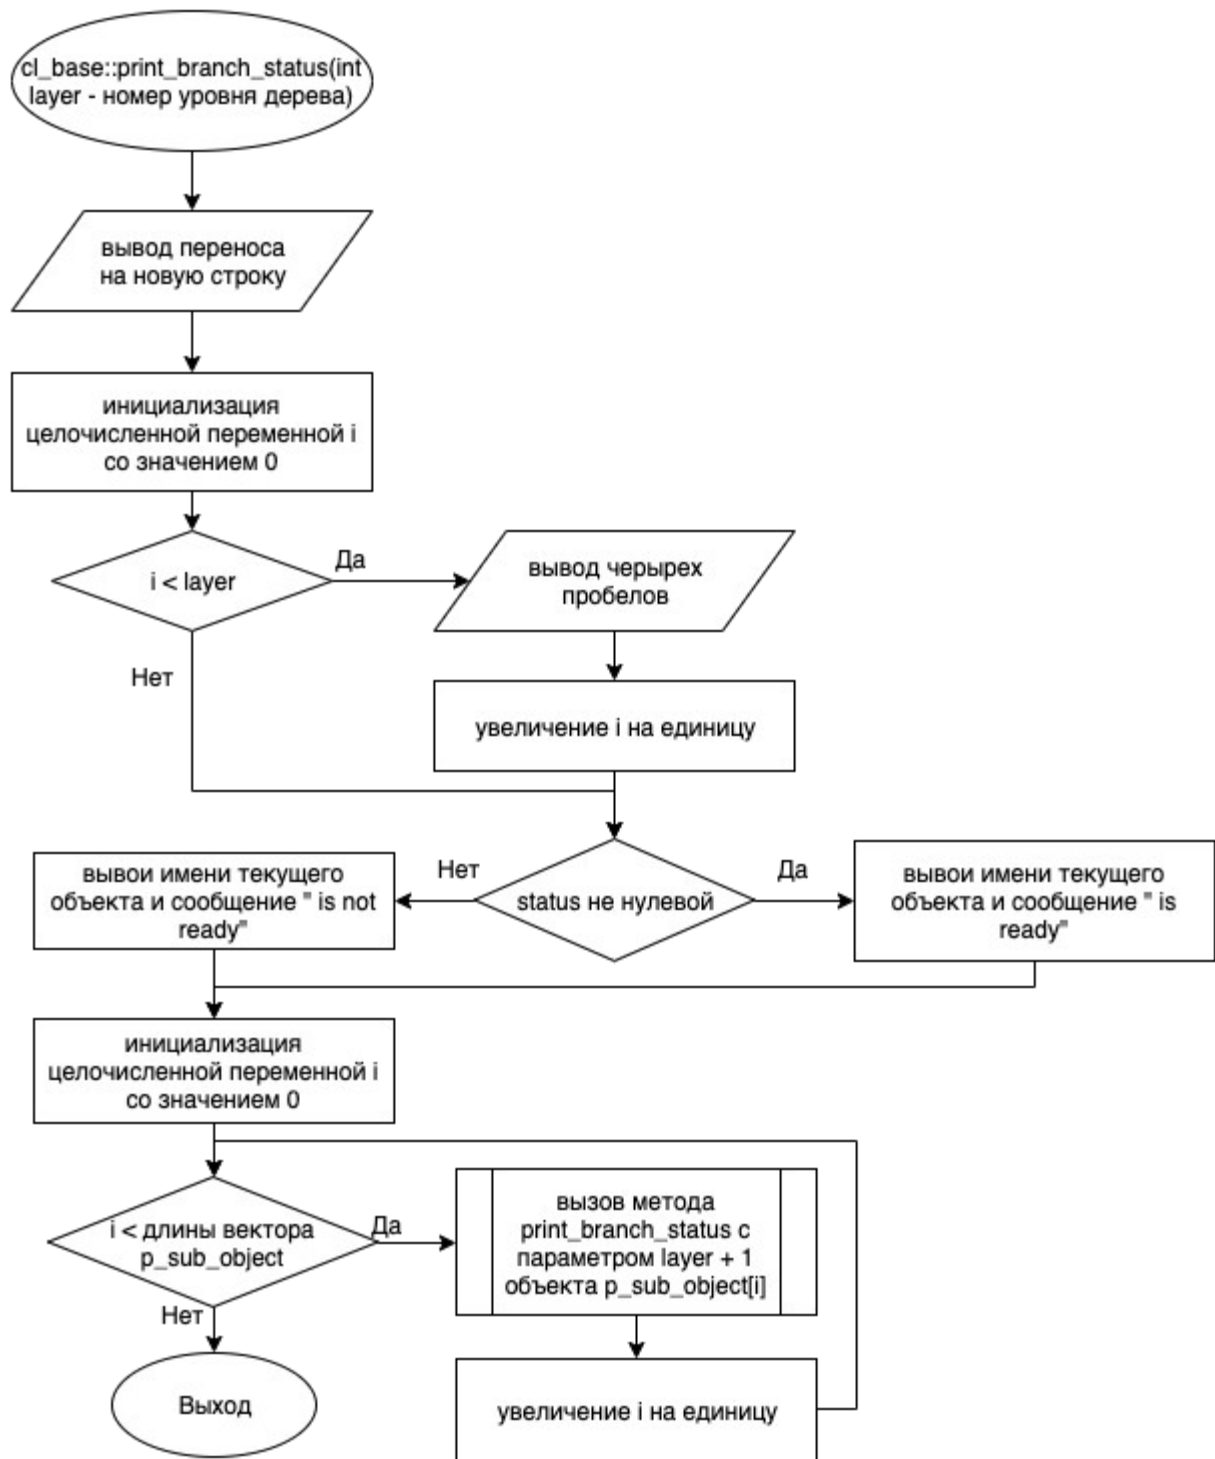 cl_base::print_branch_status(int
layer - номер уровня дерева)
вывод переноса
на новую строку
инициализация
целочисленной переменной i
со значением 0
i < layer
Да
вывод черырех
пробелов
Нет
увеличение i на единицу
вывои имени текущего
объекта и сообщение " is not
ready"
Нет
status не нулевой
Да
вывои имени текущего
объекта и сообщение " is
ready"
инициализация
целочисленной переменной i
со значением 0
i < длины вектора
p_sub_object
Да
вызов метода
print_branch_status с
параметром layer + 1
объекта p_sub_object[i]
Нет
Выход
увеличение i на единицу